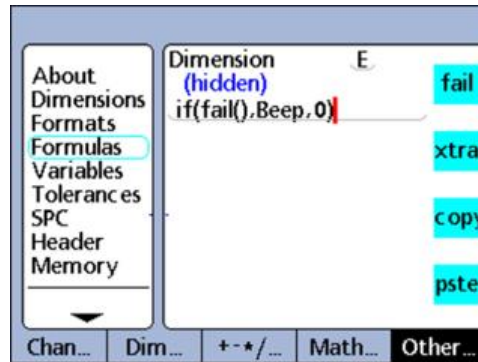 About
Dimensions
Formats
Formulas
Variables
Tolerances
SPC
Header
Memory
Dimension E
(hidden)
if(fail(),Beep,0)
fail
xtra
copy
pste
Chan... Dim... +-*/... Math... Other...